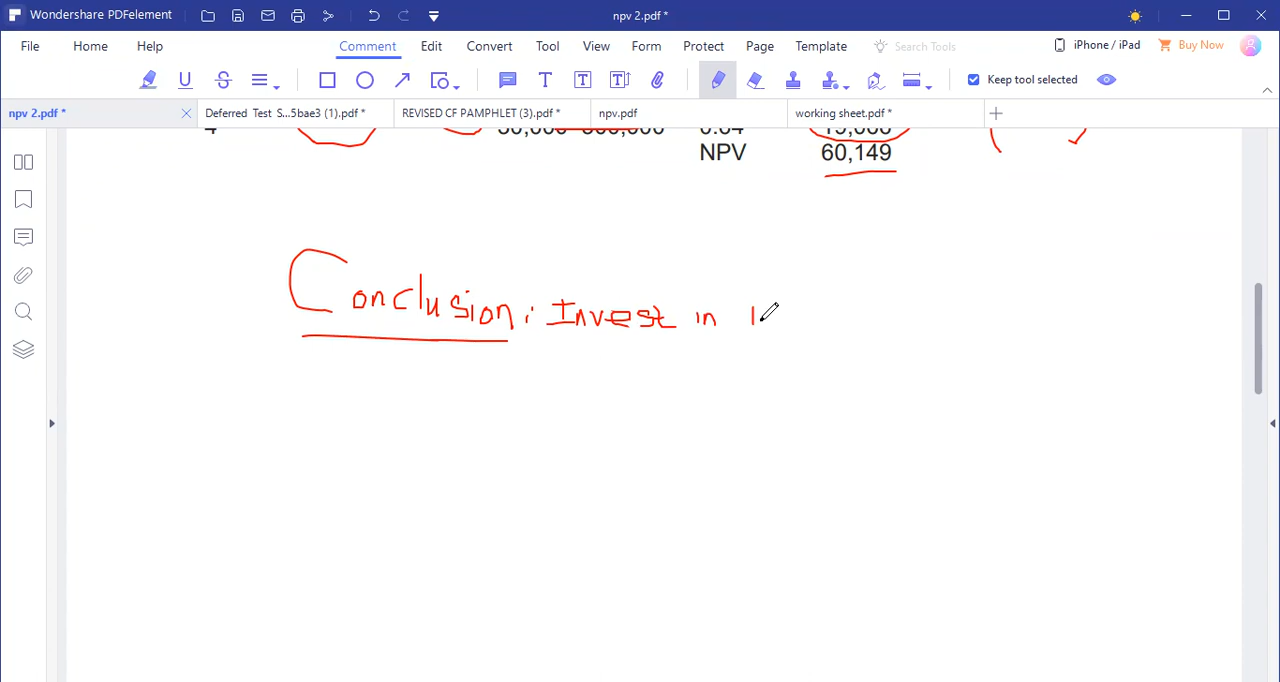 Wondershare PDFelement
npv 2.pdf *
File Home Help Comment Edit Convert Tool View Form Protect Page Template Search Tools iPhone / iPad Buy Now
Keep tool selected
npv 2.pdf * Deferred Test S...5bae3 (1).pdf * REVISED CF PAMPHLET (3).pdf * npv.pdf working sheet.pdf *
NPV 60,149
Conclusion: Invest in